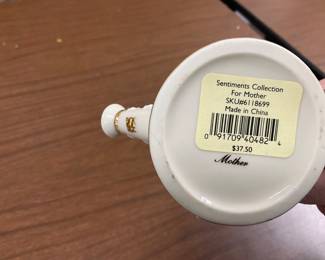 Sentiments Collection
For Mother
SKU#6118699
Made in China
0 91709 40482 4
$37.50
Mother